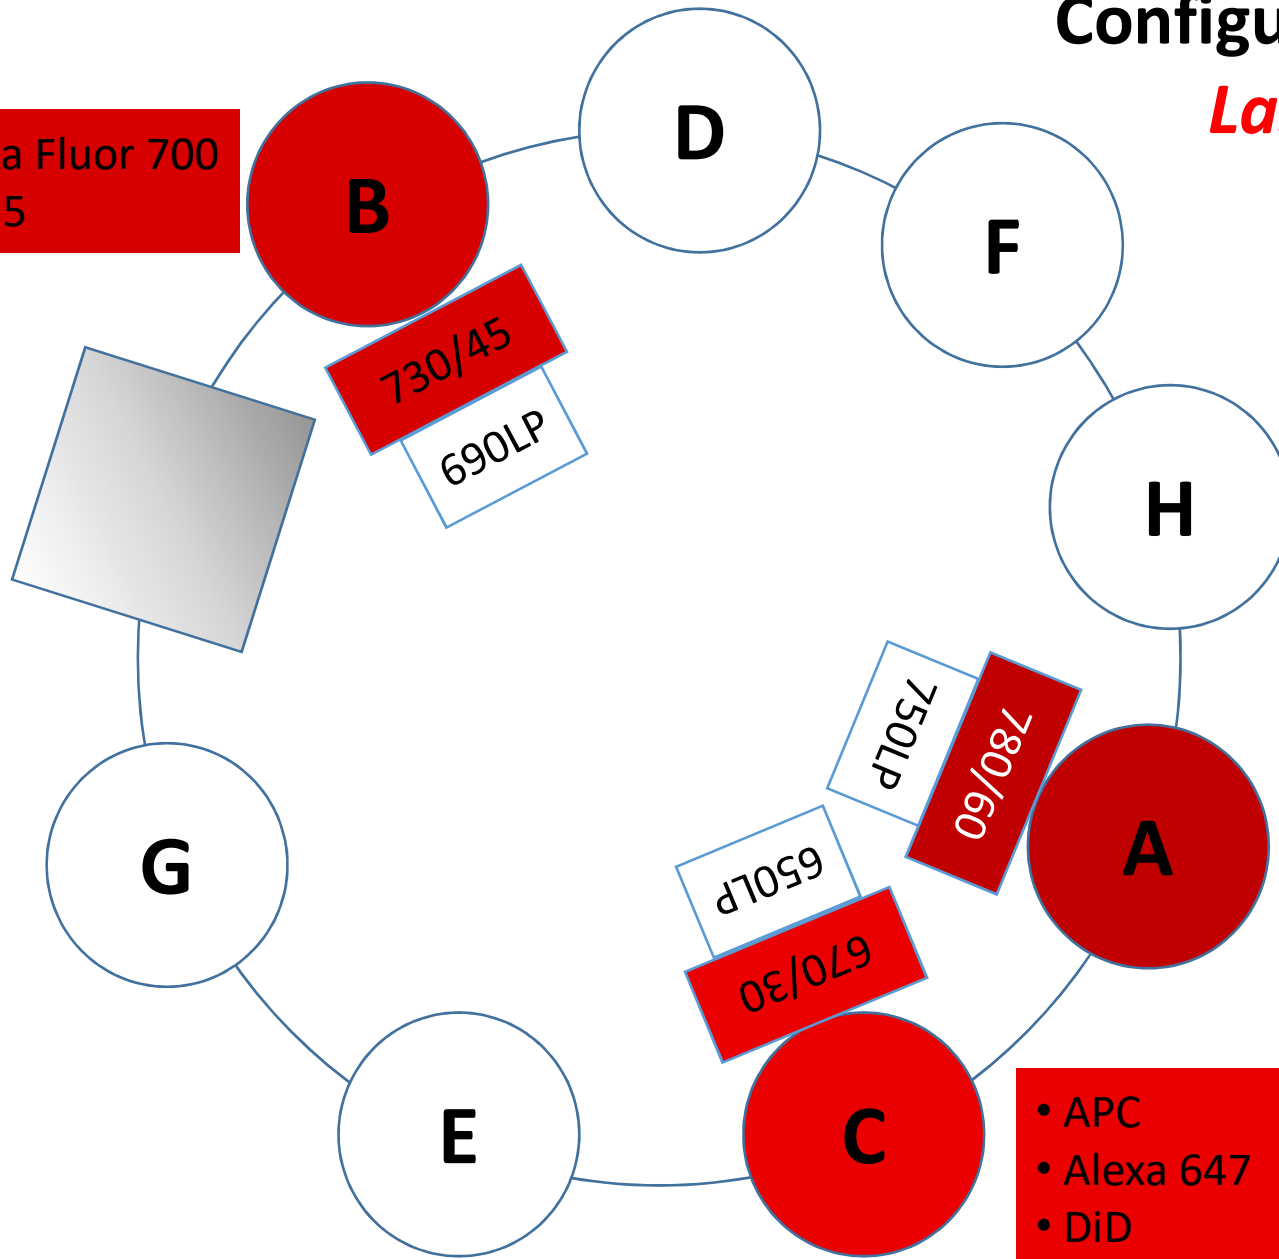 Configu
La
a Fluor 700
5
B
D
F
H
730/45
690LP
750LP
780/60
A
650LP
670/30
G
E
C
• APC
• Alexa 647
• DiD